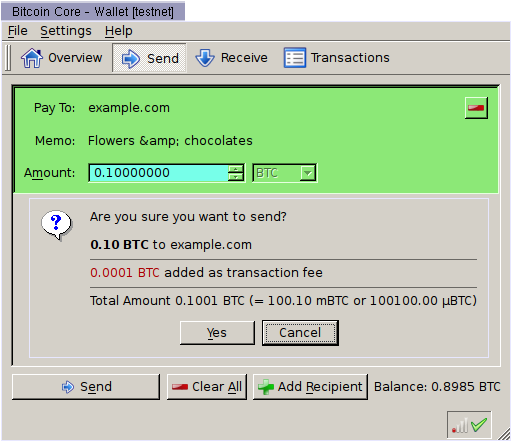 Bitcoin Core - Wallet [testnet]
File Settings Help
Overview Send Receive Transactions
Pay To: example.com
Memo: Flowers &amp; chocolates
Amount: 0.10000000 BTC
?
Are you sure you want to send?
0.10 BTC to example.com
0.0001 BTC added as transaction fee
Total Amount 0.1001 BTC (= 100.10 mBTC or 100100.00 μBTC)
Yes Cancel
Send Clear All Add Recipient Balance: 0.8985 BTC